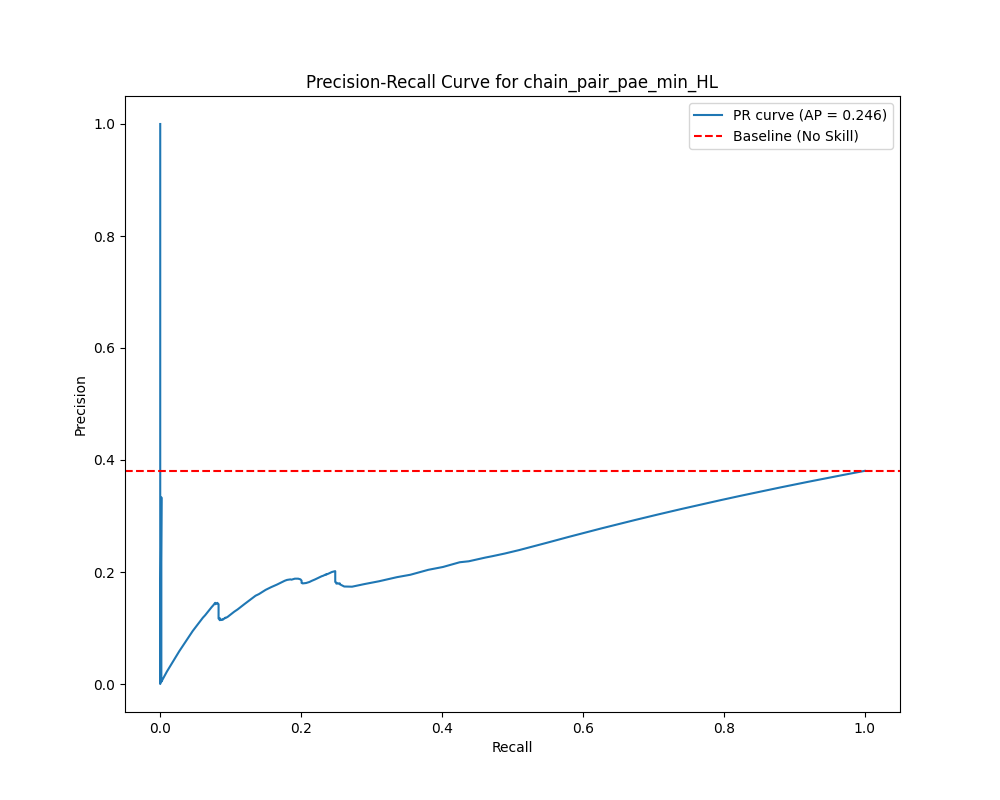 Precision-Recall Curve for chain_pair_pae_min_HL
PR curve (AP = 0.246)
Baseline (No Skill)
1.0
0.8
0.6
0.4
0.2
0.0
Precision
0.0 0.2 0.4 0.6 0.8 1.0
Recall